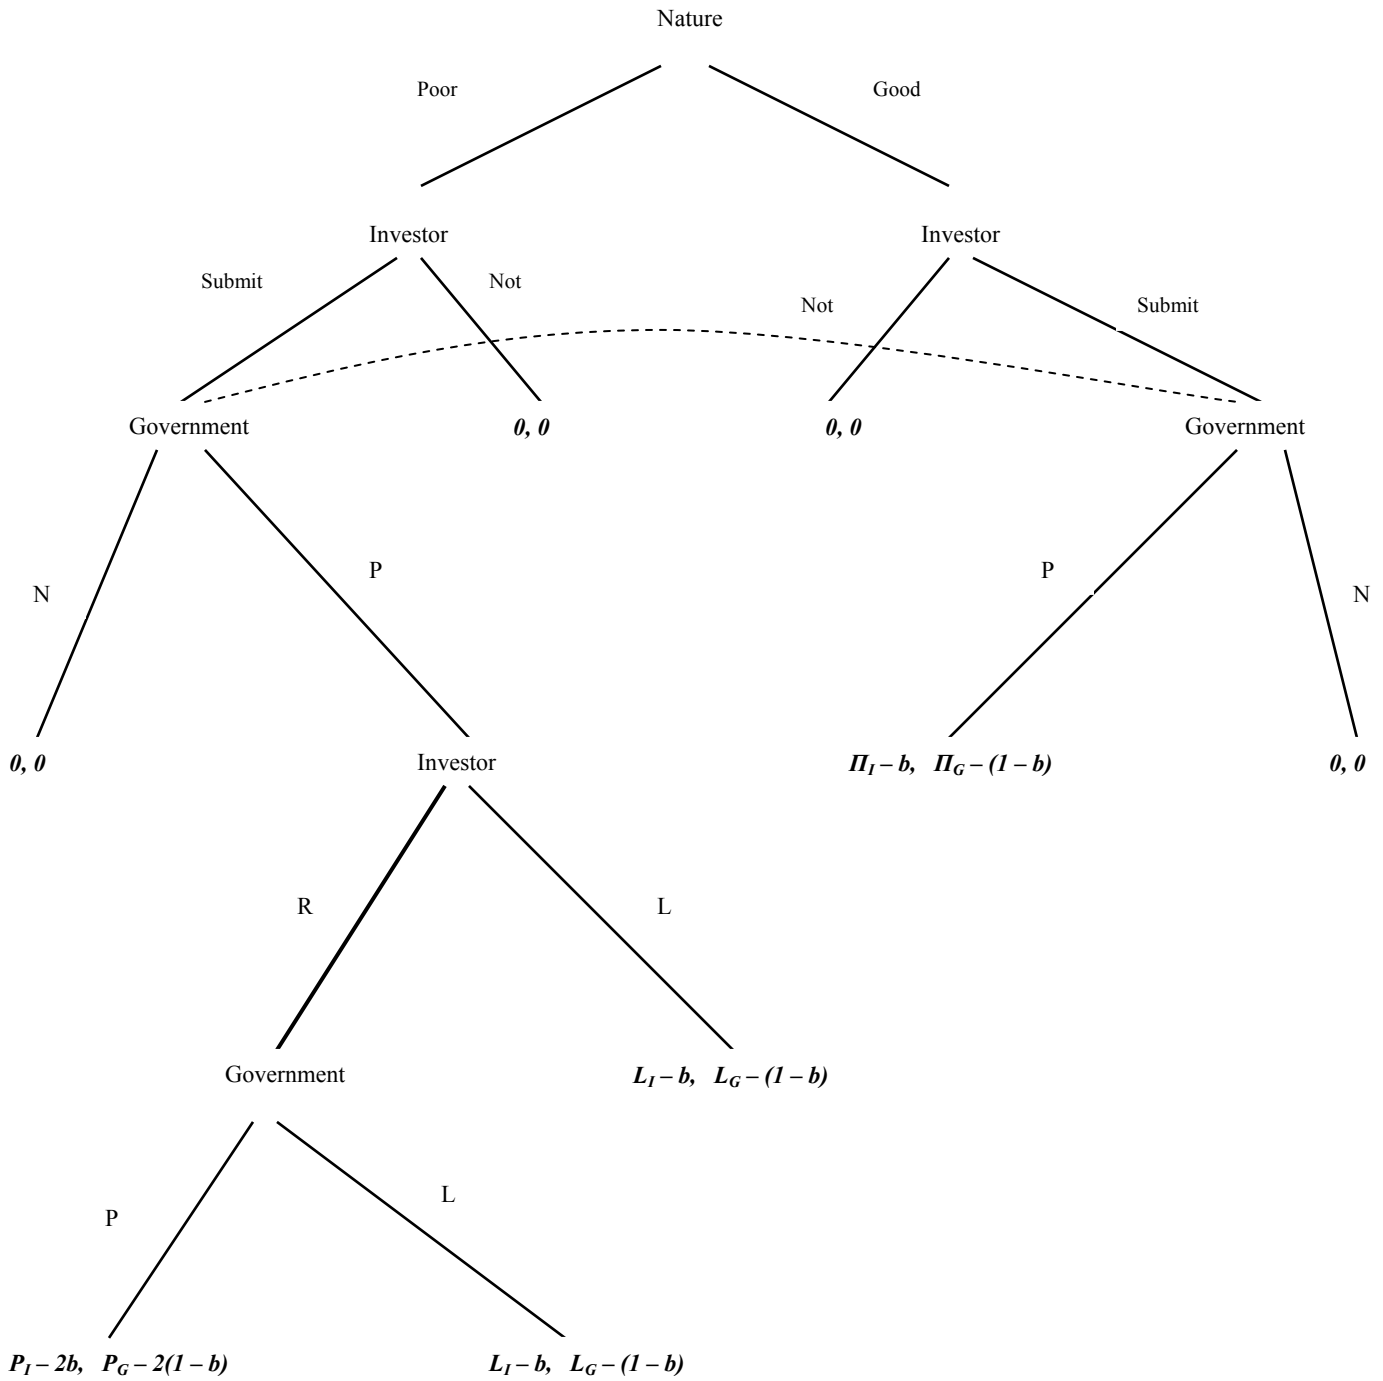 Nature
Poor Good
Investor Investor
Submit Not Not Submit
Government 0, 0 0, 0 Government
N P P N
0, 0 Investor Π_I – b, Π_G – (1 – b) 0, 0
R L
Government L_I – b, L_G – (1 – b)
P L
P_I – 2b, P_G – 2(1 – b) L_I – b, L_G – (1 – b)